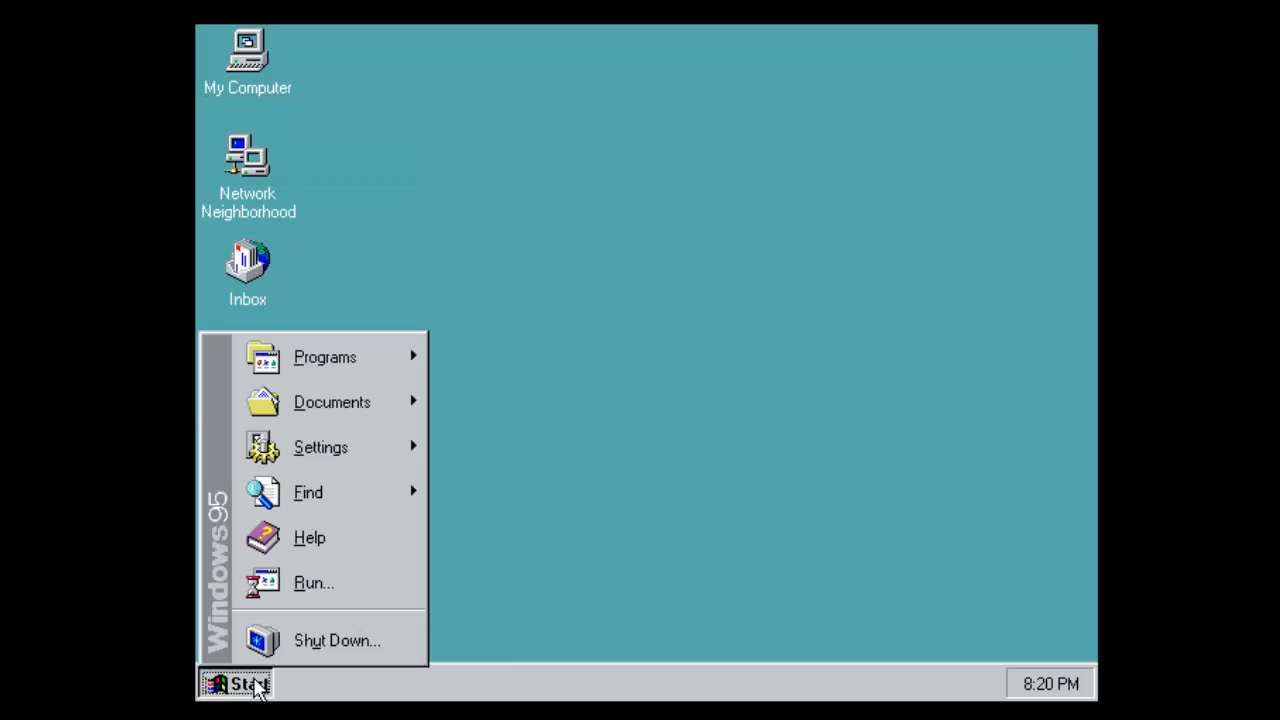 My Computer
Network
Neighborhood
Inbox
Programs
Documents
Settings
Find
Help
Run...
Shut Down...
Windows95
Start
8:20 PM